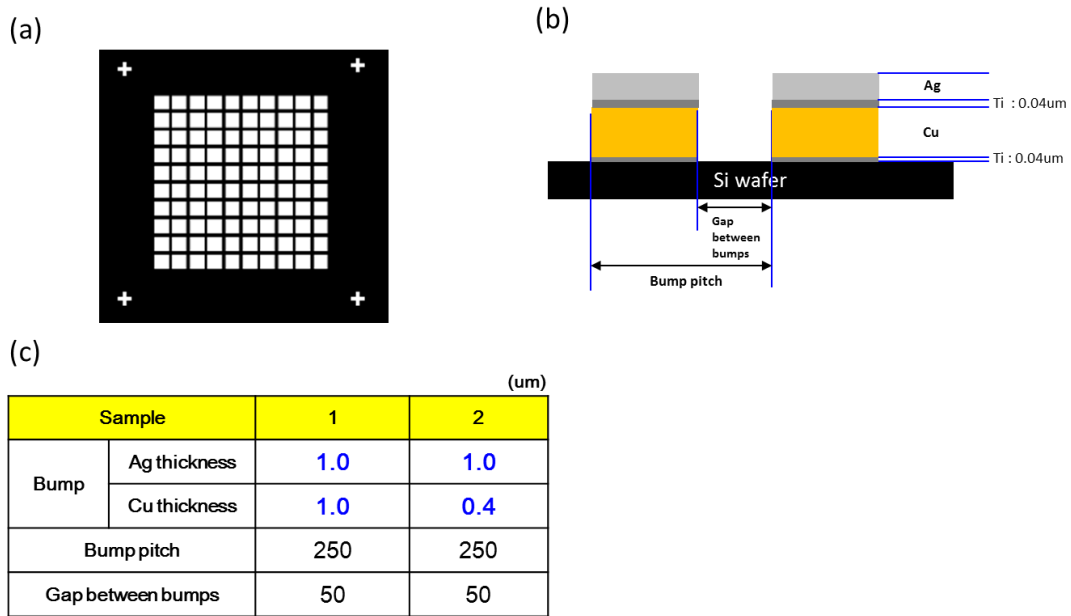 (a)
(b)
Ag
Ti : 0.04um
Cu
Ti : 0.04um
Si wafer
Gap
between
bumps
Bump pitch
(c)
(um)
Sample 1 2
Bump Ag thickness 1.0 1.0
Cu thickness 1.0 0.4
Bump pitch 250 250
Gap between bumps 50 50